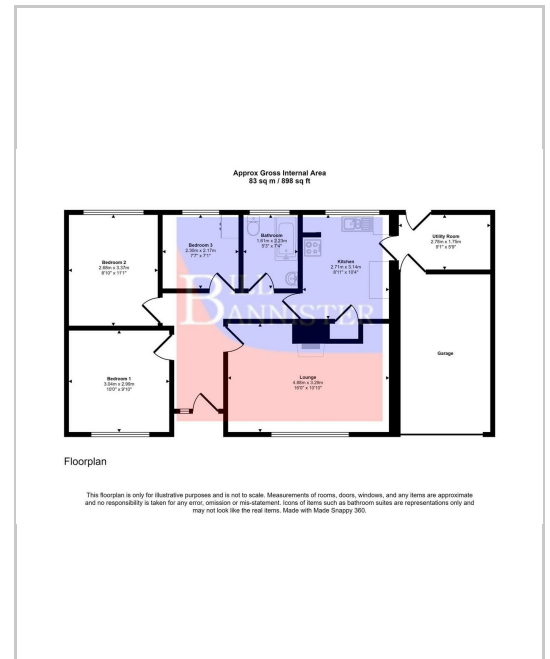 Approx Gross Internal Area
83 sq m / 898 sq ft
Bedroom 2
2.69m x 3.37m
8'10" x 11'1"
Bedroom 3
2.30m x 2.17m
7'7" x 7'1"
Bathroom
1.61m x 2.23m
5'3" x 7'4"
Kitchen
2.71m x 3.14m
8'11" x 10'4"
Utility Room
2.78m x 1.75m
9'1" x 5'9"
BILL
BANNISTER
Bedroom 1
3.04m x 2.99m
10'0" x 9'10"
Lounge
4.89m x 3.29m
16'0" x 10'10"
Garage
Floorplan
This floorplan is only for illustrative purposes and is not to scale. Measurements of rooms, doors, windows, and any items are approximate
and no responsibility is taken for any error, omission or mis-statement. Icons of items such as bathroom suites are representations only and
may not look like the real items. Made with Made Snappy 360.